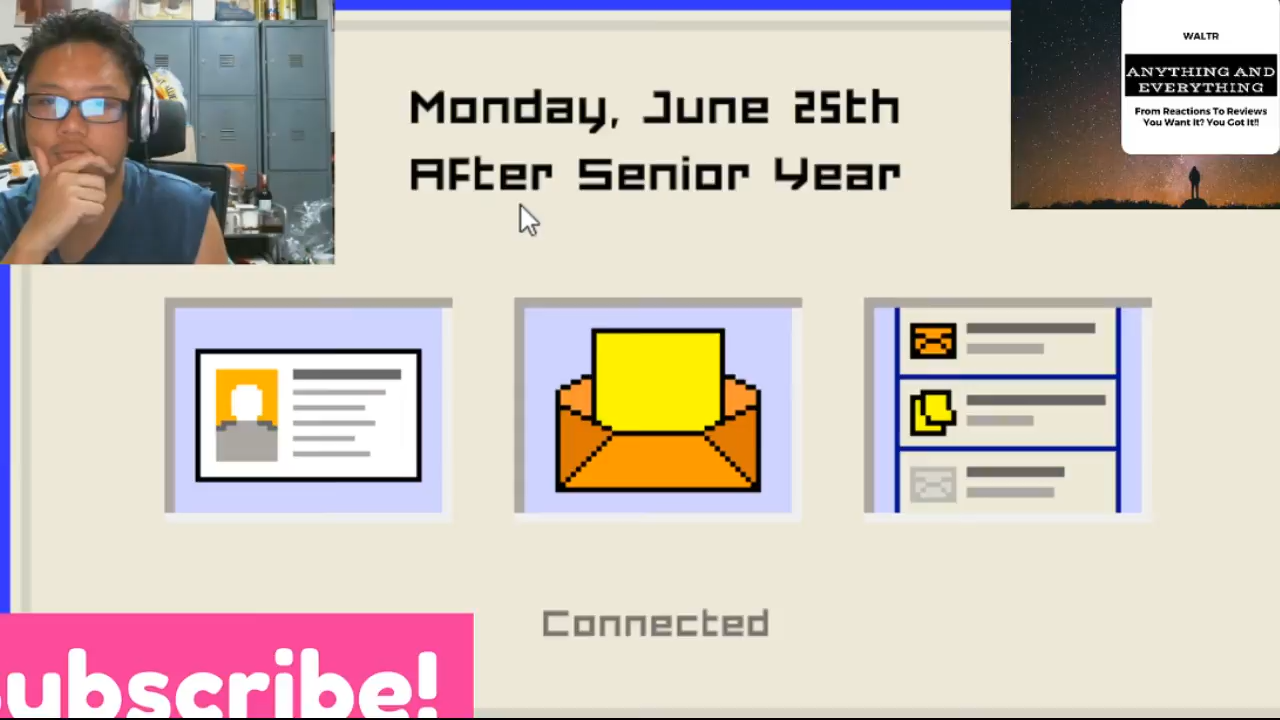 Monday, June 25th
After Senior Year
WALTR
ANYTHING AND
EVERYTHING
From Reactions To Reviews
You Want It? You Got It!!
Connected
ubscribe!